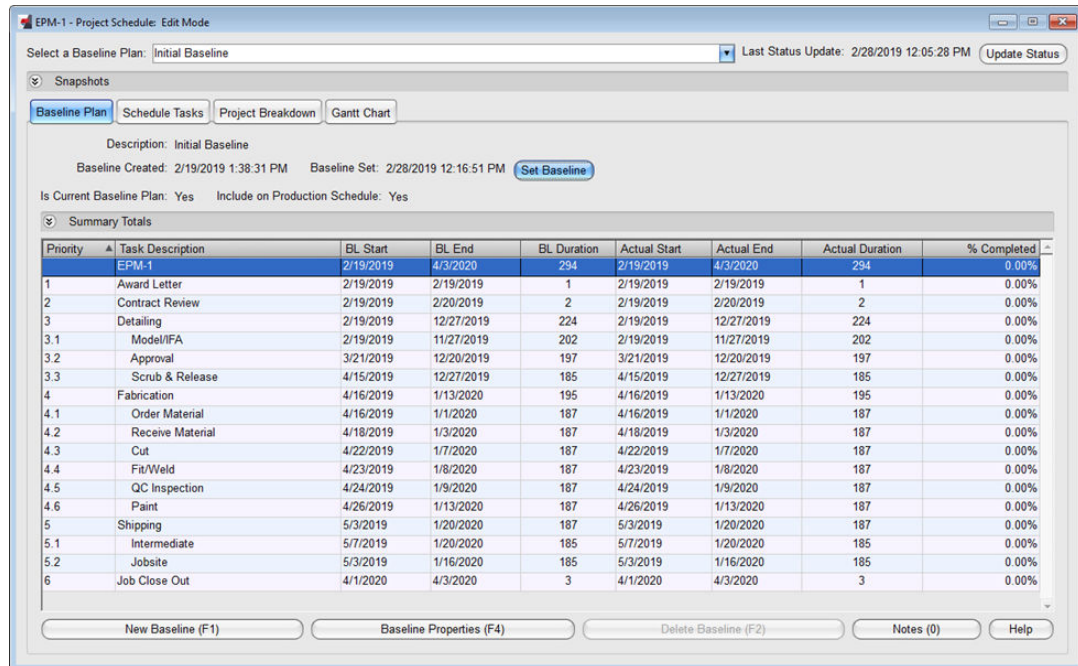 EPM-1 - Project Schedule: Edit Mode
Select a Baseline Plan: Initial Baseline Last Status Update: 2/28/2019 12:05:28 PM Update Status
Snapshots
Baseline Plan Schedule Tasks Project Breakdown Gantt Chart
Description: Initial Baseline
Baseline Created: 2/19/2019 1:38:31 PM Baseline Set: 2/28/2019 12:16:51 PM Set Baseline
Is Current Baseline Plan: Yes Include on Production Schedule: Yes
Summary Totals
Priority Task Description BL Start BL End BL Duration Actual Start Actual End Actual Duration % Completed
EPM-1 2/19/2019 4/3/2020 294 2/19/2019 4/3/2020 294 0.00%
1 Award Letter 2/19/2019 2/19/2019 1 2/19/2019 2/19/2019 1 0.00%
2 Contract Review 2/19/2019 2/20/2019 2 2/19/2019 2/20/2019 2 0.00%
3 Detailing 2/19/2019 12/27/2019 224 2/19/2019 12/27/2019 224 0.00%
3.1 Model/IFA 2/19/2019 11/27/2019 202 2/19/2019 11/27/2019 202 0.00%
3.2 Approval 3/21/2019 12/20/2019 197 3/21/2019 12/20/2019 197 0.00%
3.3 Scrub & Release 4/15/2019 12/27/2019 185 4/15/2019 12/27/2019 185 0.00%
4 Fabrication 4/16/2019 1/13/2020 195 4/16/2019 1/13/2020 195 0.00%
4.1 Order Material 4/16/2019 1/1/2020 187 4/16/2019 1/1/2020 187 0.00%
4.2 Receive Material 4/18/2019 1/3/2020 187 4/18/2019 1/3/2020 187 0.00%
4.3 Cut 4/22/2019 1/7/2020 187 4/22/2019 1/7/2020 187 0.00%
4.4 Fit/Weld 4/23/2019 1/8/2020 187 4/23/2019 1/8/2020 187 0.00%
4.5 QC Inspection 4/24/2019 1/9/2020 187 4/24/2019 1/9/2020 187 0.00%
4.6 Paint 4/26/2019 1/13/2020 187 4/26/2019 1/13/2020 187 0.00%
5 Shipping 5/3/2019 1/20/2020 187 5/3/2019 1/20/2020 187 0.00%
5.1 Intermediate 5/7/2019 1/20/2020 185 5/7/2019 1/20/2020 185 0.00%
5.2 Jobsite 5/3/2019 1/16/2020 185 5/3/2019 1/16/2020 185 0.00%
6 Job Close Out 4/1/2020 4/3/2020 3 4/1/2020 4/3/2020 3 0.00%
New Baseline (F1) Baseline Properties (F4) Delete Baseline (F2) Notes (0) Help